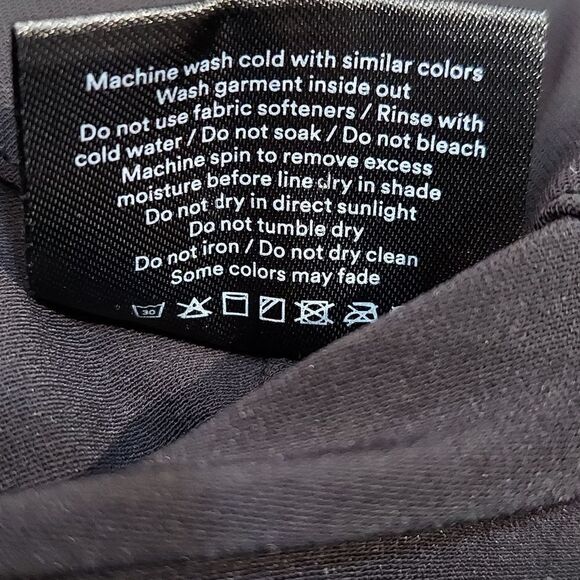 Machine wash cold with similar colors
Wash garment inside out
Do not use fabric softeners / Rinse with
cold water / Do not soak / Do not bleach
Machine spin to remove excess
moisture before line dry in shade
Do not dry in direct sunlight
Do not tumble dry
Do not iron / Do not dry clean
Some colors may fade
30